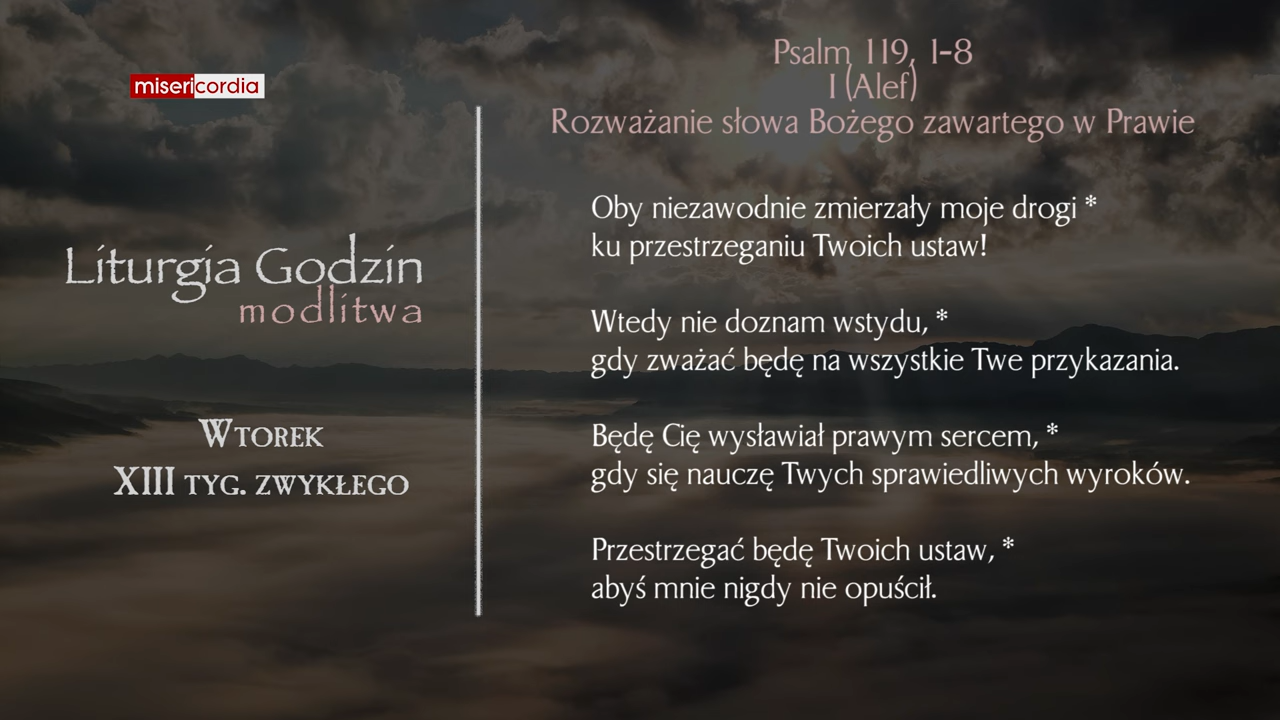 misericordia
Liturgia Godzin
modlitwa
Wtorek
XIII tyg. zwykłego
Psalm 119, 1-8
I (Alef)
Rozważanie słowa Bożego zawartego w Prawie
Oby niezawodnie zmierzały moje drogi *
ku przestrzeganiu Twoich ustaw!
Wtedy nie doznam wstydu, *
gdy zważać będę na wszystkie Twe przykazania.
Będę Cię wysławiał prawym sercem, *
gdy się nauczę Twych sprawiedliwych wyroków.
Przestrzegać będę Twoich ustaw, *
abyś mnie nigdy nie opuścił.